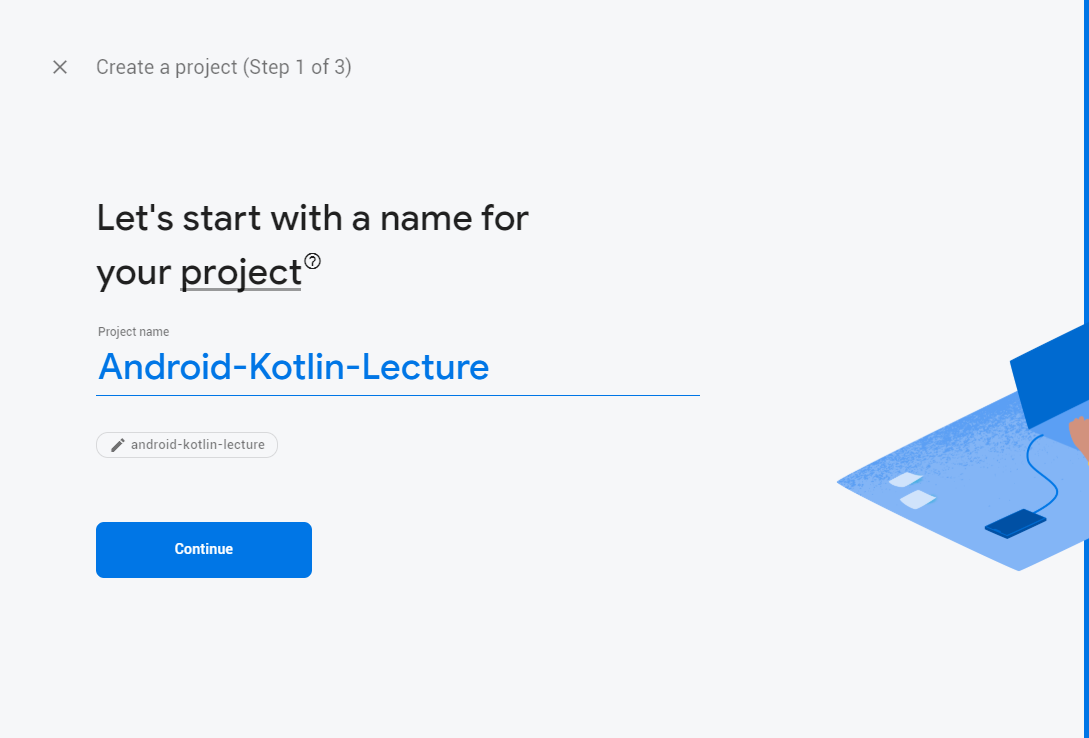 Create a project (Step 1 of 3)
Let's start with a name for
your project
Project name
Android-Kotlin-Lecture
android-kotlin-lecture
Continue